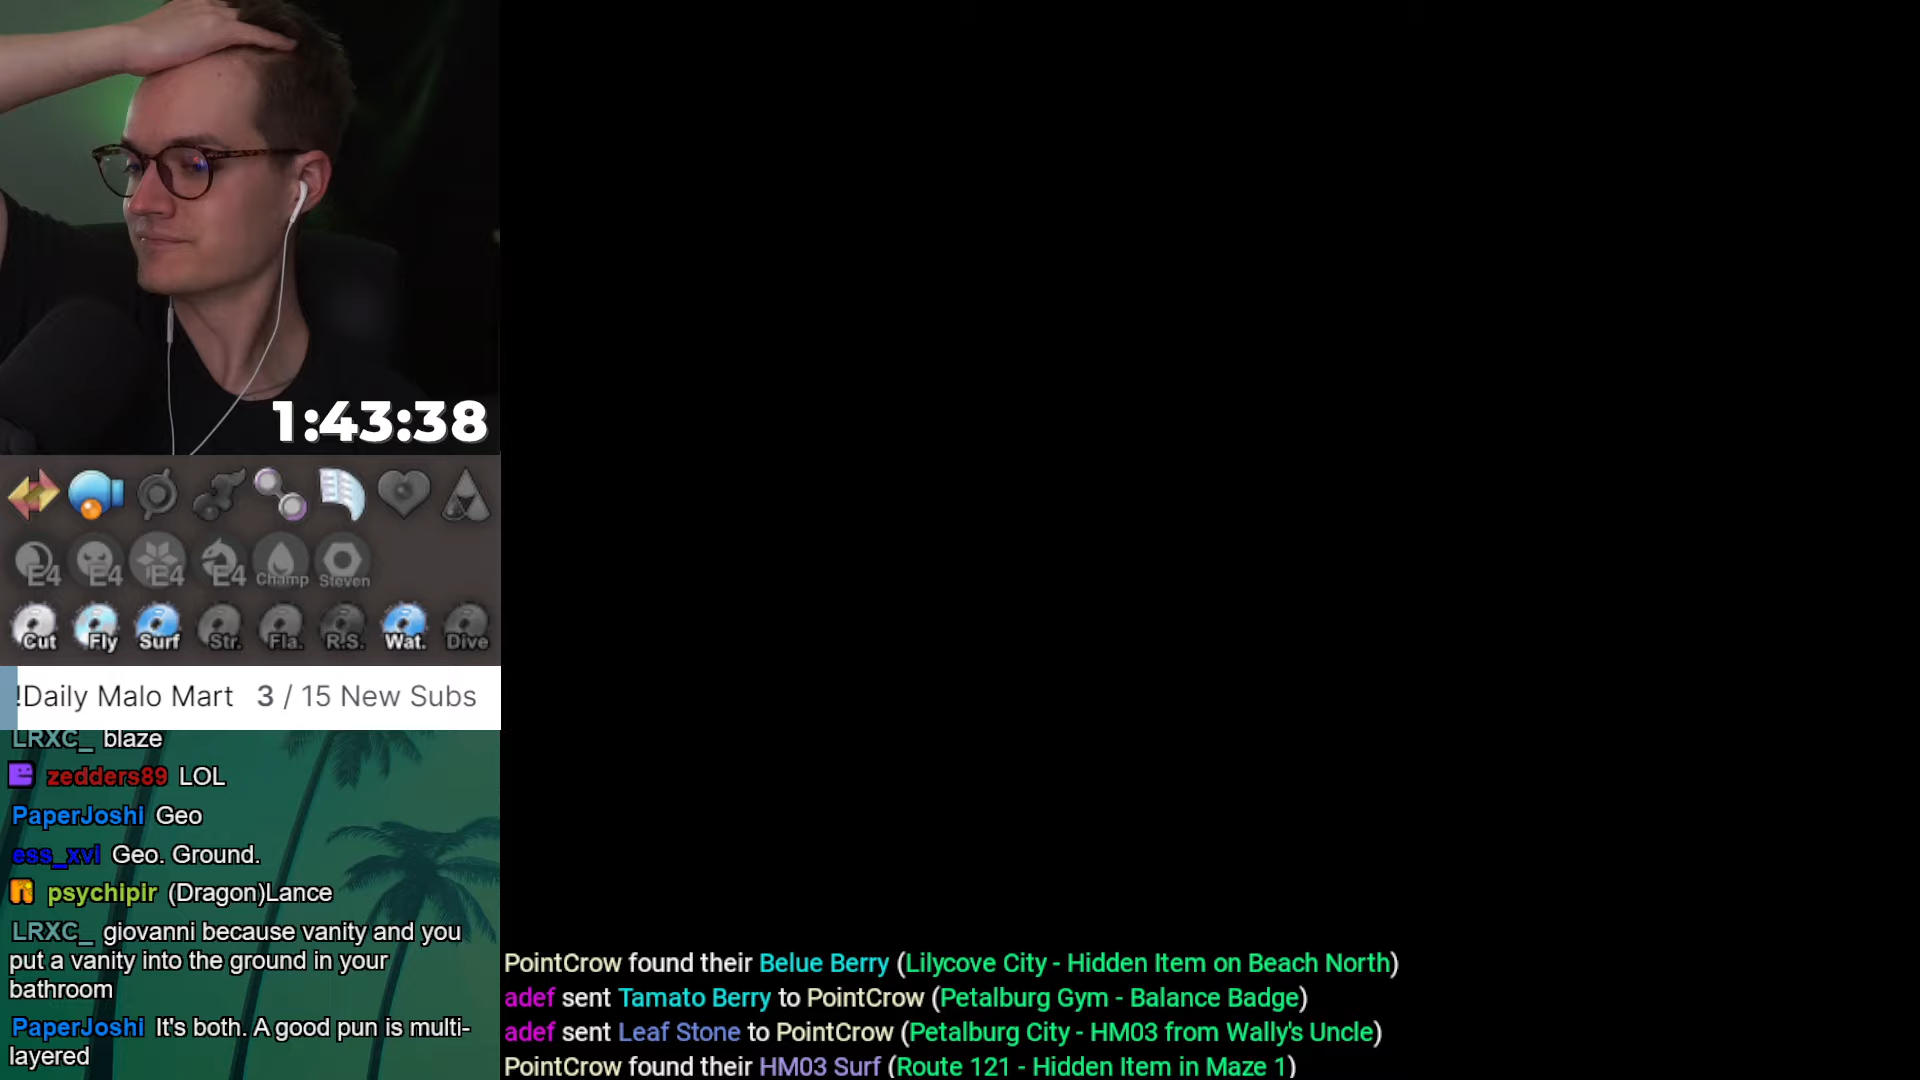 1:43:38
E4 E4 E4 E4 Champ Steven
Cut Fly Surf Str. Fla. R.S. Wat. Dive
!Daily Malo Mart 3 / 15 New Subs
LRXC_ blaze
zedders89 LOL
PaperJoshI Geo
ess_xvI Geo. Ground.
psychipIr (Dragon)Lance
LRXC_ giovanni because vanity and you
put a vanity into the ground in your
bathroom
PaperJoshI It's both. A good pun is multi-
layered
PointCrow found their Belue Berry (Lilycove City - Hidden Item on Beach North)
adef sent Tamato Berry to PointCrow (Petalburg Gym - Balance Badge)
adef sent Leaf Stone to PointCrow (Petalburg City - HM03 from Wally's Uncle)
PointCrow found their HM03 Surf (Route 121 - Hidden Item in Maze 1)